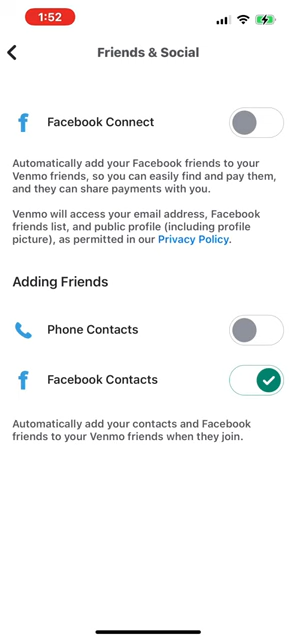 1:52
Friends & Social
Facebook Connect
Automatically add your Facebook friends to your
Venmo friends, so you can easily find and pay them,
and they can share payments with you.
Venmo will access your email address, Facebook
friends list, and public profile (including profile
picture), as permitted in our Privacy Policy.
Adding Friends
Phone Contacts
Facebook Contacts
Automatically add your contacts and Facebook
friends to your Venmo friends when they join.